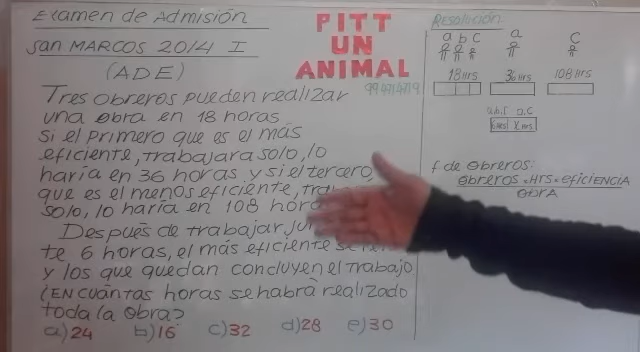 Examen de Admisión
San MARCOS 2014 I
(ADE)
Tres obreros pueden realizar
una obra en 18 horas
si el primero que es el más
eficiente, trabajara solo, lo
haría en 36 horas y si el tercero,
que es el menos eficiente,
solo, lo haría en 108
Después de trabajar
te 6 horas, el más eficiente
y los que quedan concluyen el trabajo
¿EN CUÁNTAS horas se habrá realizado
toda la obra?
a) 24 b) 16 c) 32 d) 28 e) 30
PITT
UN
ANIMAL
Resolución:
a b c a c
18 hrs 36 hrs 108 hrs
f de Obreros:
Obreros . Hrs . eficiencia
Obra